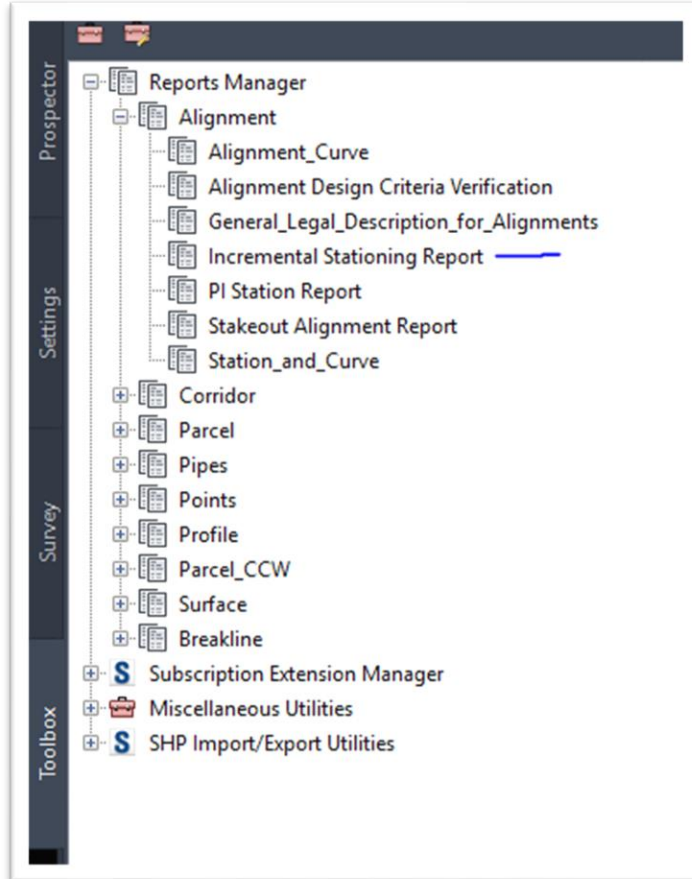 Prospector
Settings
Survey
Toolbox
Reports Manager
Alignment
Alignment_Curve
Alignment Design Criteria Verification
General_Legal_Description_for_Alignments
Incremental Stationing Report
PI Station Report
Stakeout Alignment Report
Station_and_Curve
Corridor
Parcel
Pipes
Points
Profile
Parcel_CCW
Surface
Breakline
S Subscription Extension Manager
Miscellaneous Utilities
S SHP Import/Export Utilities